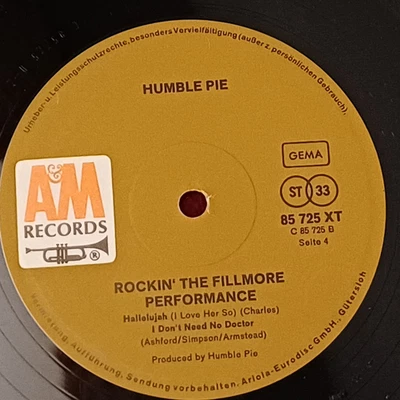 Urheber- u. Leistungsschutzrechte, besonders Vervielfältigung (außer z. persönlichen Gebrauch),
HUMBLE PIE
GEMA
ST 33
85 725 XT
C 85 725 B
Seite 4
A&M
RECORDS
®
ROCKIN' THE FILLMORE
PERFORMANCE
Hallelujah (I Love Her So) (Charles)
I Don't Need No Doctor
(Ashford/Simpson/Armstead)
Produced by Humble Pie
Vermietung, Aufführung, Sendung vorbehalten. Ariola-Eurodisc GmbH., Gütersloh